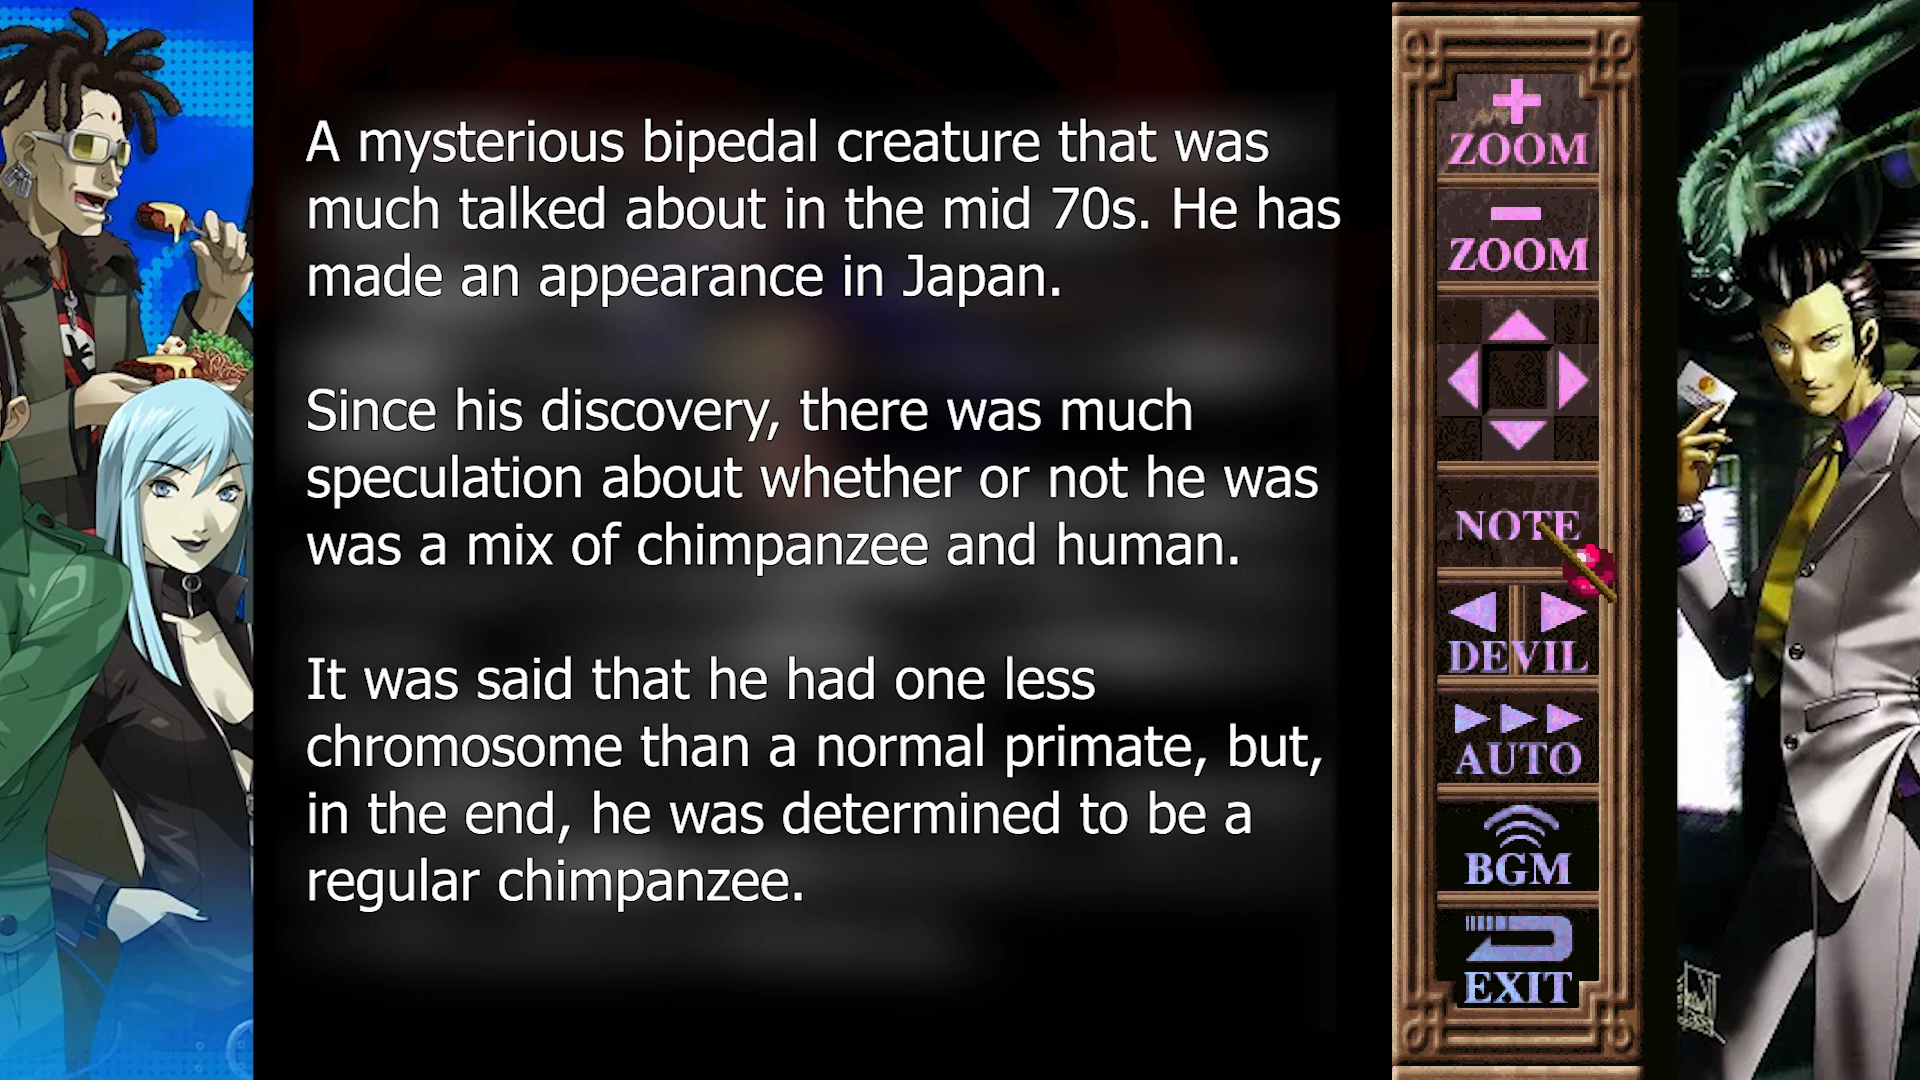 A mysterious bipedal creature that was
much talked about in the mid 70s. He has
made an appearance in Japan.
Since his discovery, there was much
speculation about whether or not he was
was a mix of chimpanzee and human.
It was said that he had one less
chromosome than a normal primate, but,
in the end, he was determined to be a
regular chimpanzee.
ZOOM
ZOOM
NOTE
DEVIL
AUTO
BGM
EXIT